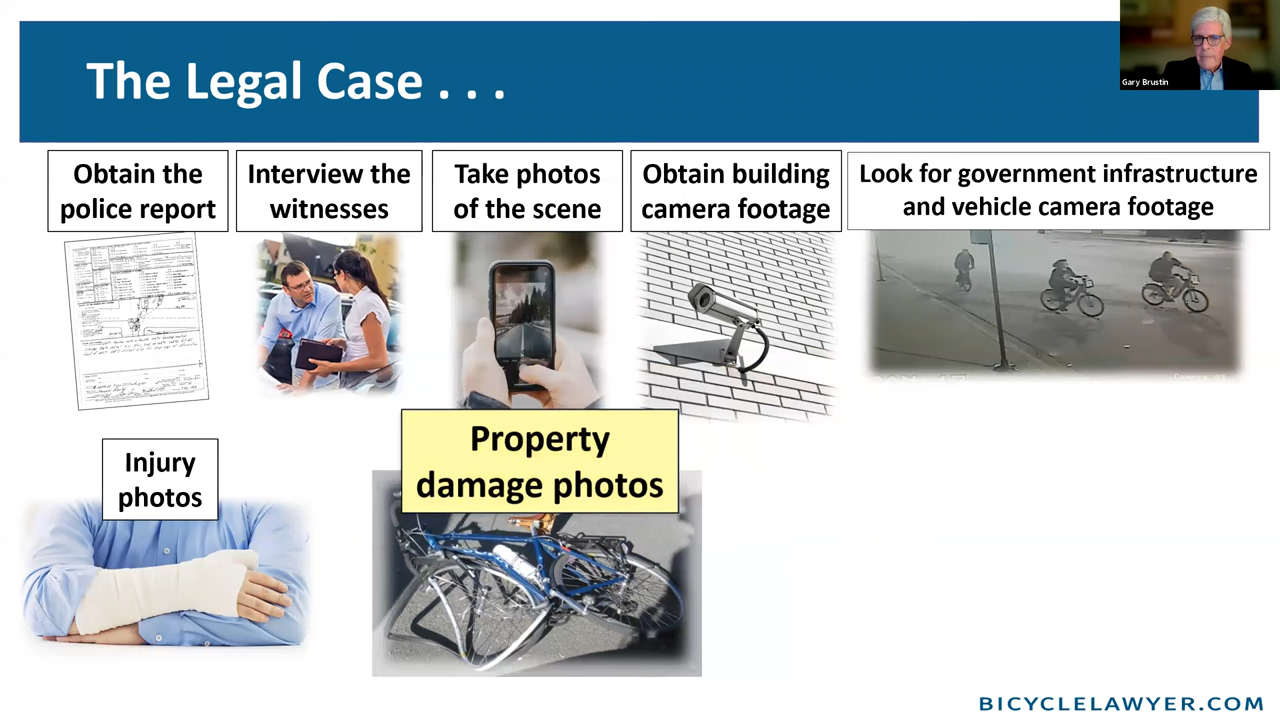 The Legal Case . . .
Gary Brustin
Obtain the
police report
Interview the
witnesses
Take photos
of the scene
Obtain building
camera footage
Look for government infrastructure
and vehicle camera footage
Injury
photos
Property
damage photos
BICYCLELAWYER.COM